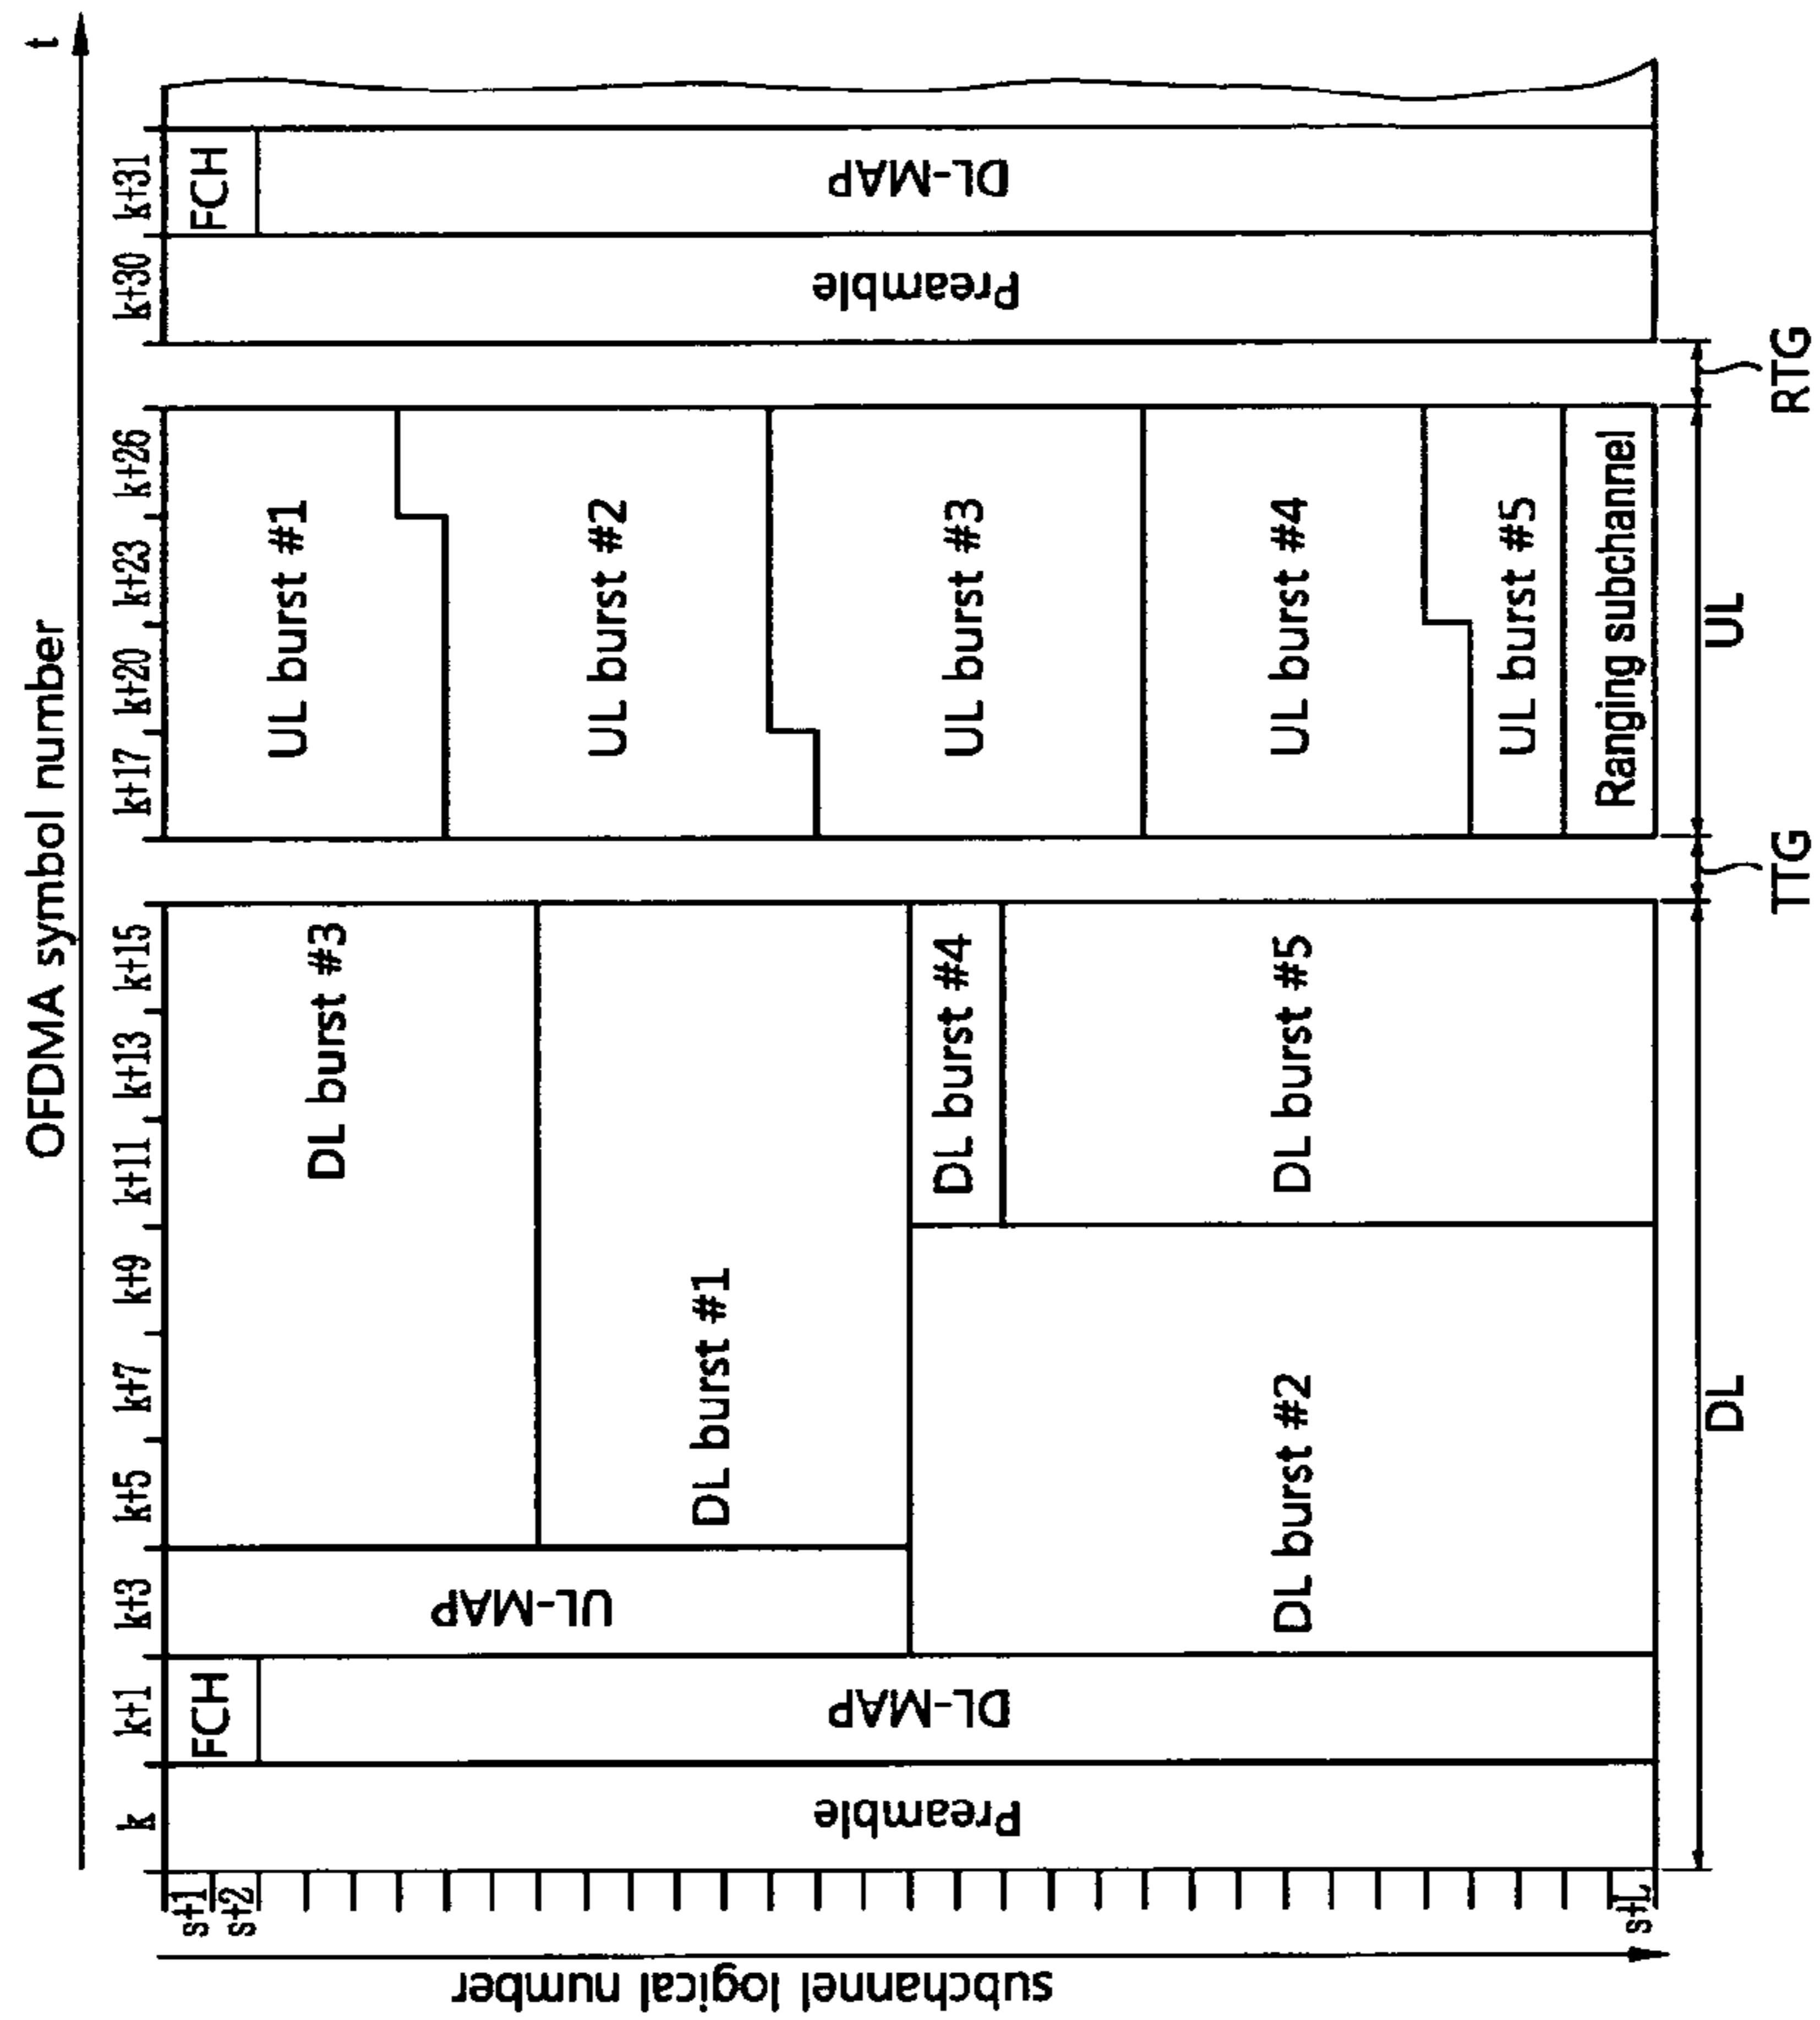 OFDMA symbol number
t
k
k+1
k+3
k+5
k+7
k+9
k+11
k+13
k+15
k+17
k+20
k+23
k+26
k+30
k+31
subchannel logical number
s+1
s+2
s+L
Preamble
FCH
DL-MAP
UL-MAP
DL burst #3
DL burst #1
DL burst #2
DL burst #4
DL burst #5
UL burst #1
UL burst #2
UL burst #3
UL burst #4
UL burst #5
Ranging subchannel
Preamble
FCH
DL-MAP
DL
TTG
UL
RTG